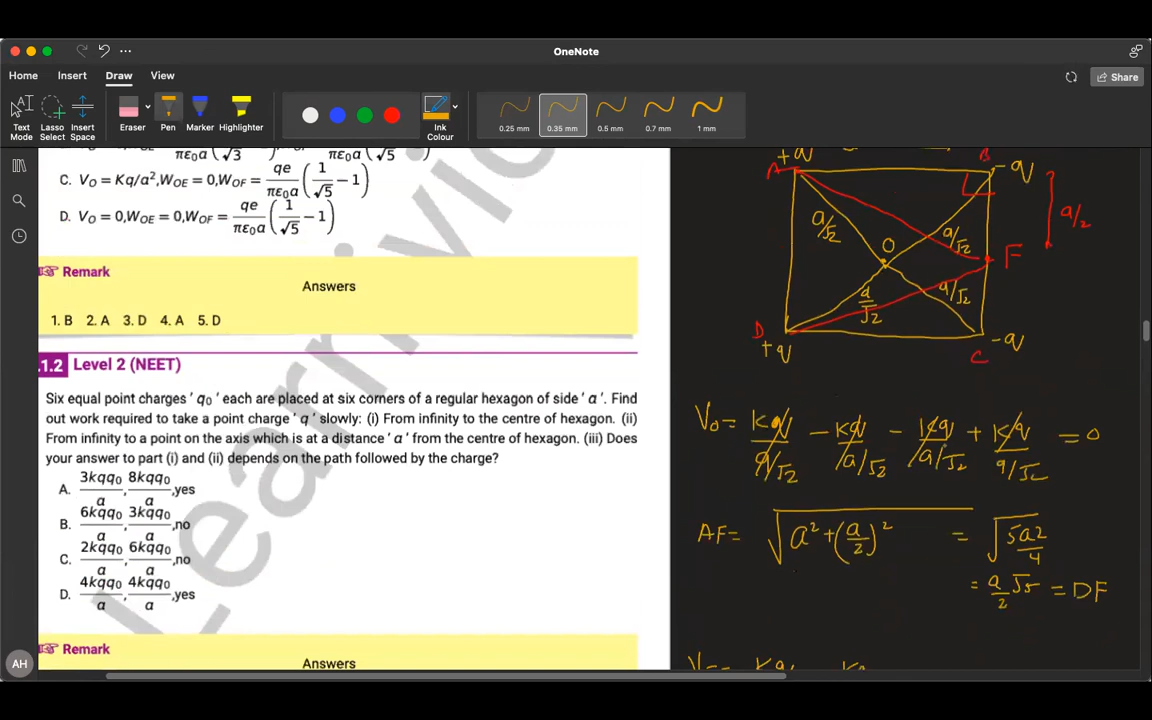 OneNote
Home Insert Draw View
Share
Text Mode
Lasso Select
Insert Space
Eraser
Pen
Marker
Highlighter
Ink Colour
0.25 mm
0.35 mm
0.5 mm
0.7 mm
1 mm
πε₀a (√3 πε₀a (√5 )
C. V_O = Kq/a², W_OE = 0, W_OF = qe/πε₀a (1/√5 − 1)
D. V_O = 0, W_OE = 0, W_OF = qe/πε₀a (1/√5 − 1)
Remark
Answers
1. B 2. A 3. D 4. A 5. D
.1.2 Level 2 (NEET)
Six equal point charges ' q₀ ' each are placed at six corners of a regular hexagon of side ' a '. Find
out work required to take a point charge ' q ' slowly: (i) From infinity to the centre of hexagon. (ii)
From infinity to a point on the axis which is at a distance ' a ' from the centre of hexagon. (iii) Does
your answer to part (i) and (ii) depends on the path followed by the charge?
A. 3kqq₀/a, 8kqq₀/a, yes
B. 6kqq₀/a, 3kqq₀/a, no
C. 2kqq₀/a, 6kqq₀/a, no
D. 4kqq₀/a, 4kqq₀/a, yes
Remark
Answers
AH
Learnvi
+q
A
B
-q
a/√2
O
a/√2
a/2
F
a/√2
a/√2
D
+q
C
-q
V₀ = Kq/a/√2 − Kq/a/√2 − Kq/a/√2 + Kq/a/√2 = 0
AF = √a² + (a/2)² = √5a²/4
= a/2 √5 = DF